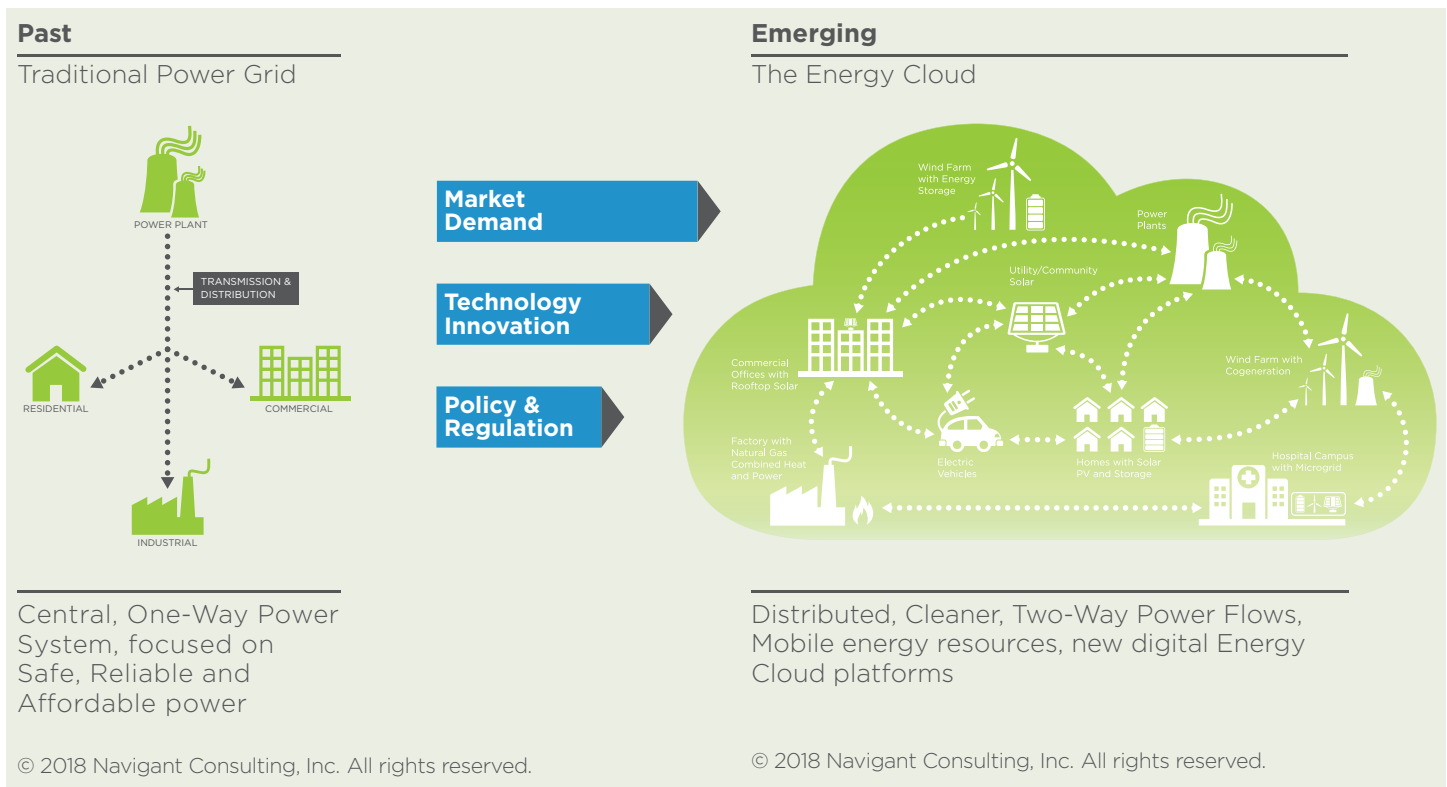 Past
Traditional Power Grid
POWER PLANT
TRANSMISSION &
DISTRIBUTION
RESIDENTIAL
COMMERCIAL
INDUSTRIAL
Central, One-Way Power
System, focused on
Safe, Reliable and
Affordable power
© 2018 Navigant Consulting, Inc. All rights reserved.
Market
Demand
Technology
Innovation
Policy &
Regulation
Emerging
The Energy Cloud
Wind Farm
with Energy
Storage
Power
Plants
Utility/Community
Solar
Commercial
Offices with
Rooftop Solar
Wind Farm with
Cogeneration
Factory with
Natural Gas
Combined Heat
and Power
Electric
Vehicles
Homes with Solar
PV and Storage
Hospital Campus
with Microgrid
Distributed, Cleaner, Two-Way Power Flows,
Mobile energy resources, new digital Energy
Cloud platforms
© 2018 Navigant Consulting, Inc. All rights reserved.